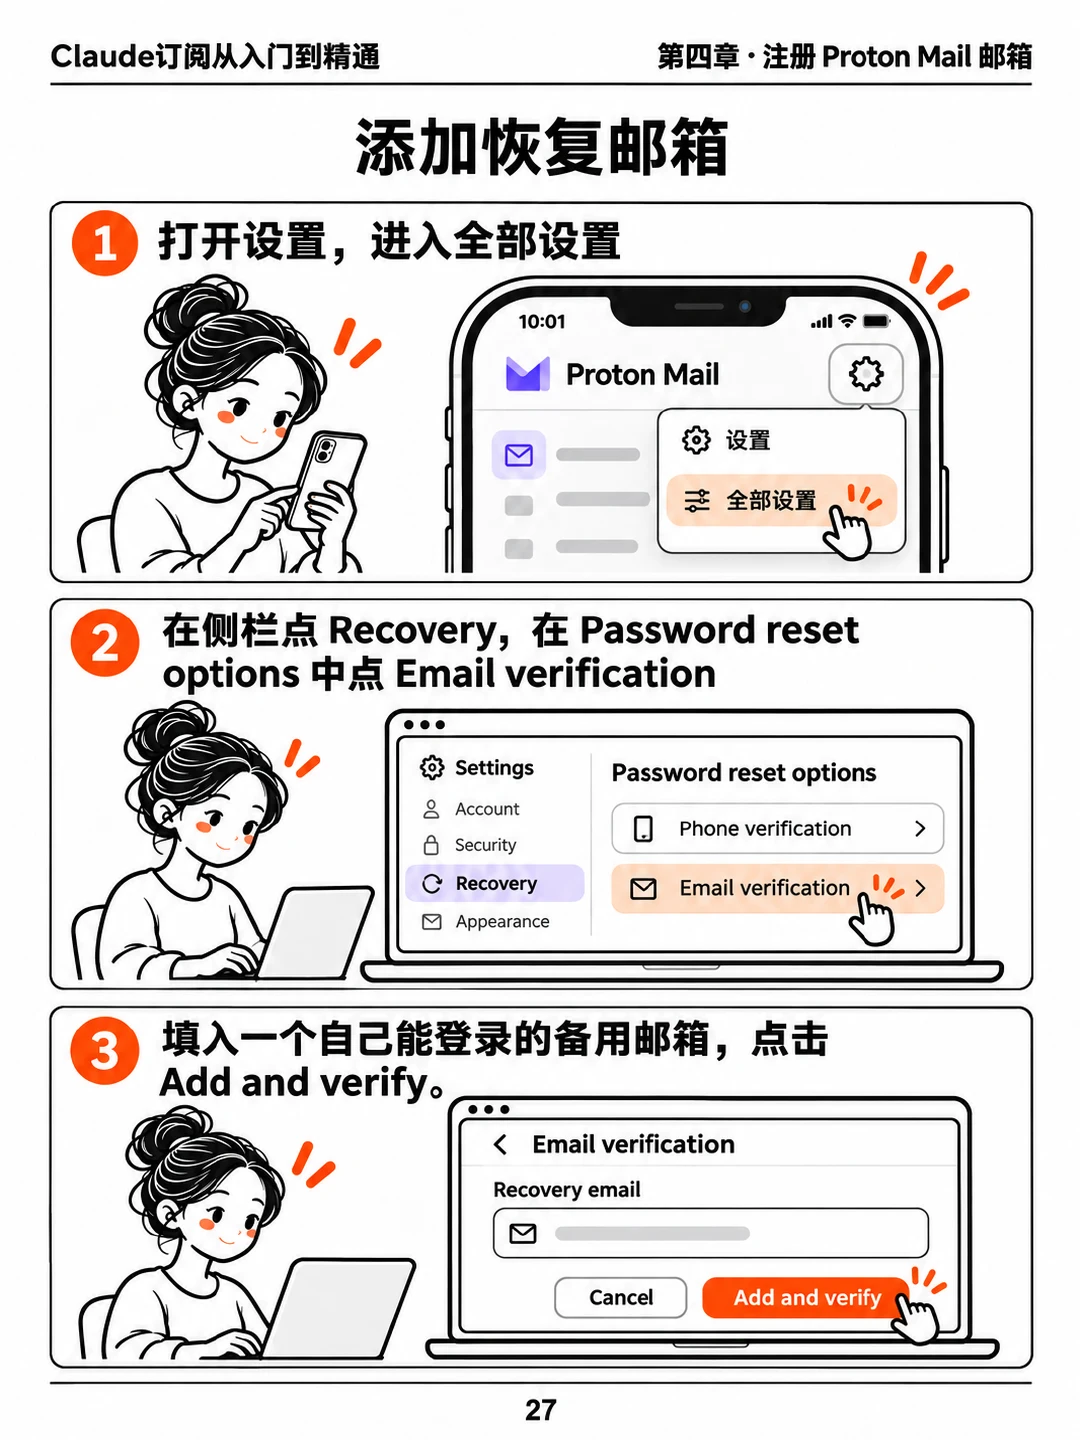 Claude订阅从入门到精通
第四章·注册 Proton Mail 邮箱
添加恢复邮箱
1 打开设置，进入全部设置
10:01
Proton Mail
设置
全部设置
2 在侧栏点 Recovery，在 Password reset
options 中点 Email verification
Settings
Account
Security
Recovery
Appearance
Password reset options
Phone verification
Email verification
3 填入一个自己能登录的备用邮箱，点击
Add and verify。
Email verification
Recovery email
Cancel
Add and verify
27